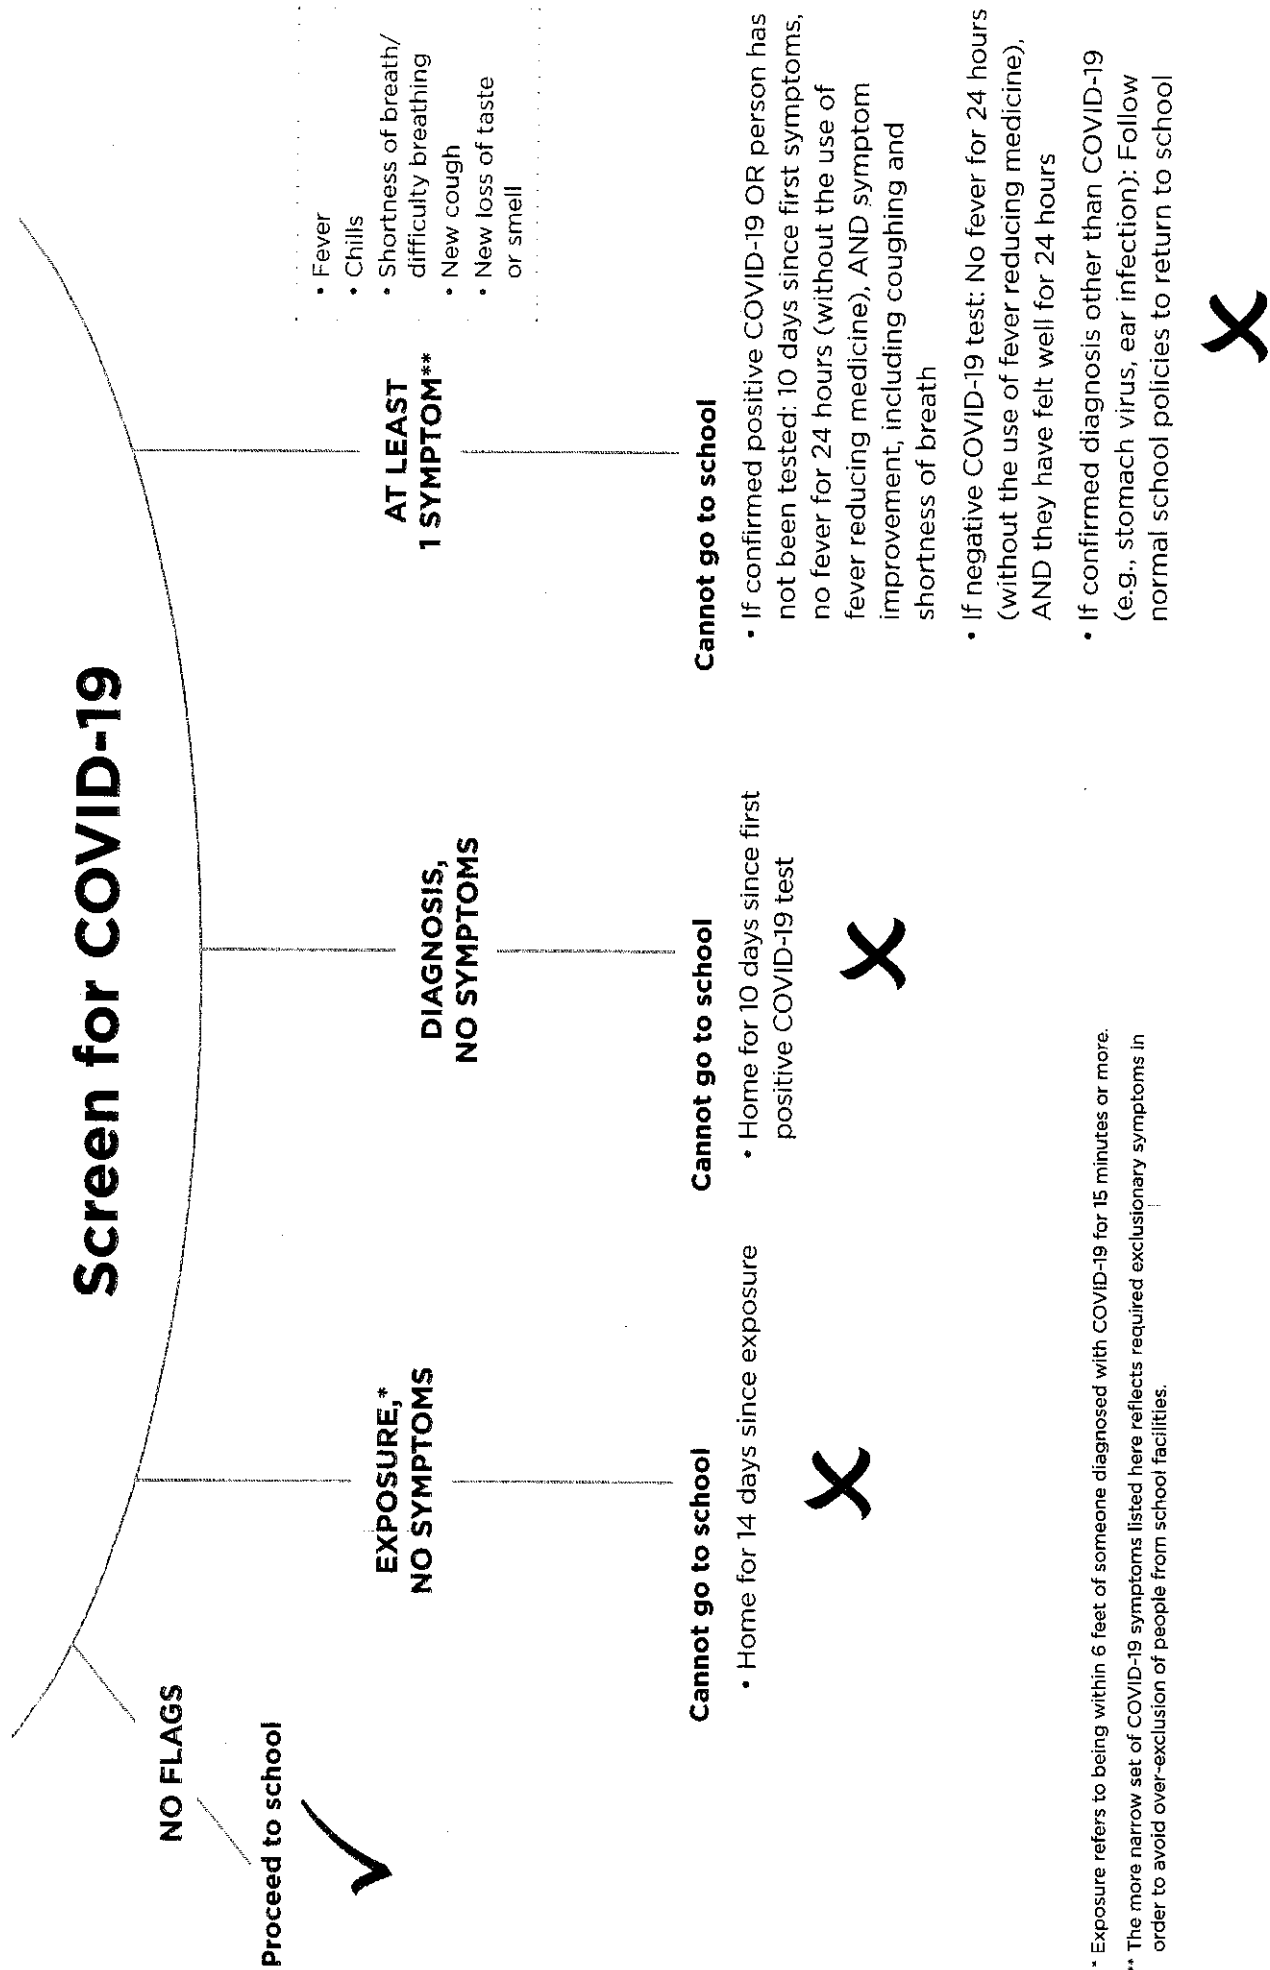 Screen for COVID-19
NO FLAGS
Proceed to school
EXPOSURE,*
NO SYMPTOMS
Cannot go to school
• Home for 14 days since exposure
DIAGNOSIS,
NO SYMPTOMS
Cannot go to school
• Home for 10 days since first
positive COVID-19 test
AT LEAST
1 SYMPTOM**
• Fever
• Chills
• Shortness of breath/
difficulty breathing
• New cough
• New loss of taste
or smell
Cannot go to school
• If confirmed positive COVID-19 OR person has
not been tested: 10 days since first symptoms,
no fever for 24 hours (without the use of
fever reducing medicine), AND symptom
improvement, including coughing and
shortness of breath
• If negative COVID-19 test: No fever for 24 hours
(without the use of fever reducing medicine),
AND they have felt well for 24 hours
• If confirmed diagnosis other than COVID-19
(e.g., stomach virus, ear infection): Follow
normal school policies to return to school
* Exposure refers to being within 6 feet of someone diagnosed with COVID-19 for 15 minutes or more.
** The more narrow set of COVID-19 symptoms listed here reflects required exclusionary symptoms in
order to avoid over-exclusion of people from school facilities.